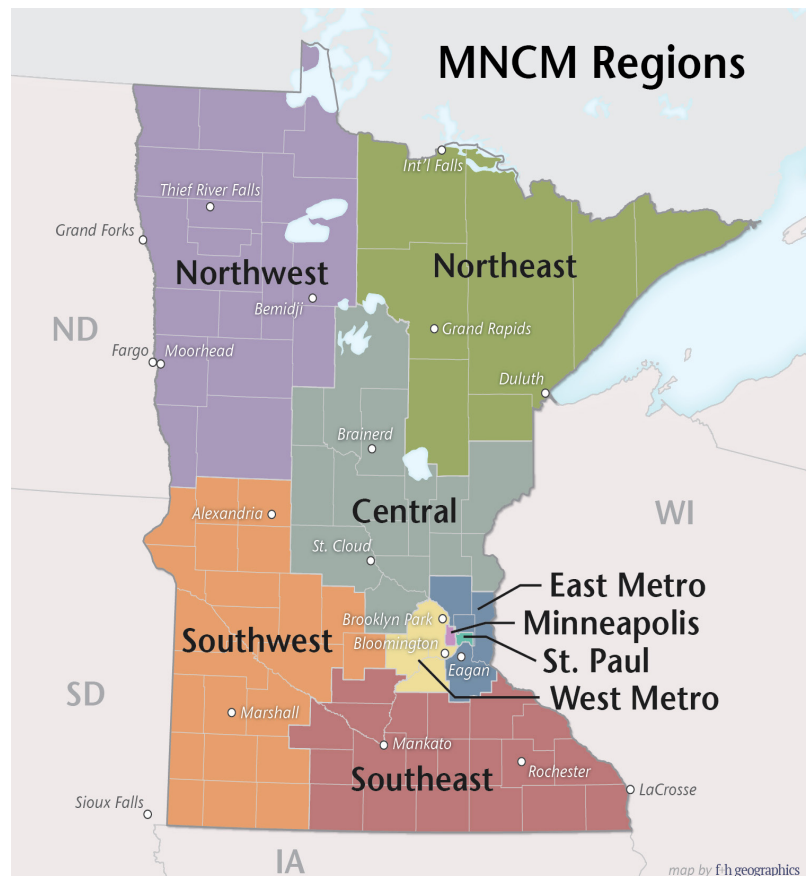 MNCM Regions
Int'l Falls
Thief River Falls
Grand Forks
Northwest
Northeast
Bemidji
ND
Grand Rapids
Fargo
Moorhead
Duluth
Brainerd
Alexandria
Central
WI
St. Cloud
East Metro
Brooklyn Park
Minneapolis
Southwest
Bloomington
St. Paul
Eagan
SD
West Metro
Marshall
Mankato
Southeast
Rochester
LaCrosse
Sioux Falls
IA
map by f+h geographics